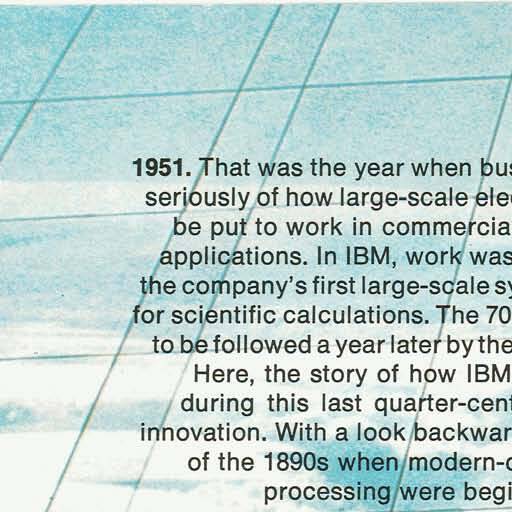 1951. That was the year when bus
seriously of how large-scale elec
be put to work in commercia
applications. In IBM, work was
the company's first large-scale sy
for scientific calculations. The 70
to be followed a year later by the
Here, the story of how IBM
during this last quarter-cent
innovation. With a look backwar
of the 1890s when modern-d
processing were begi